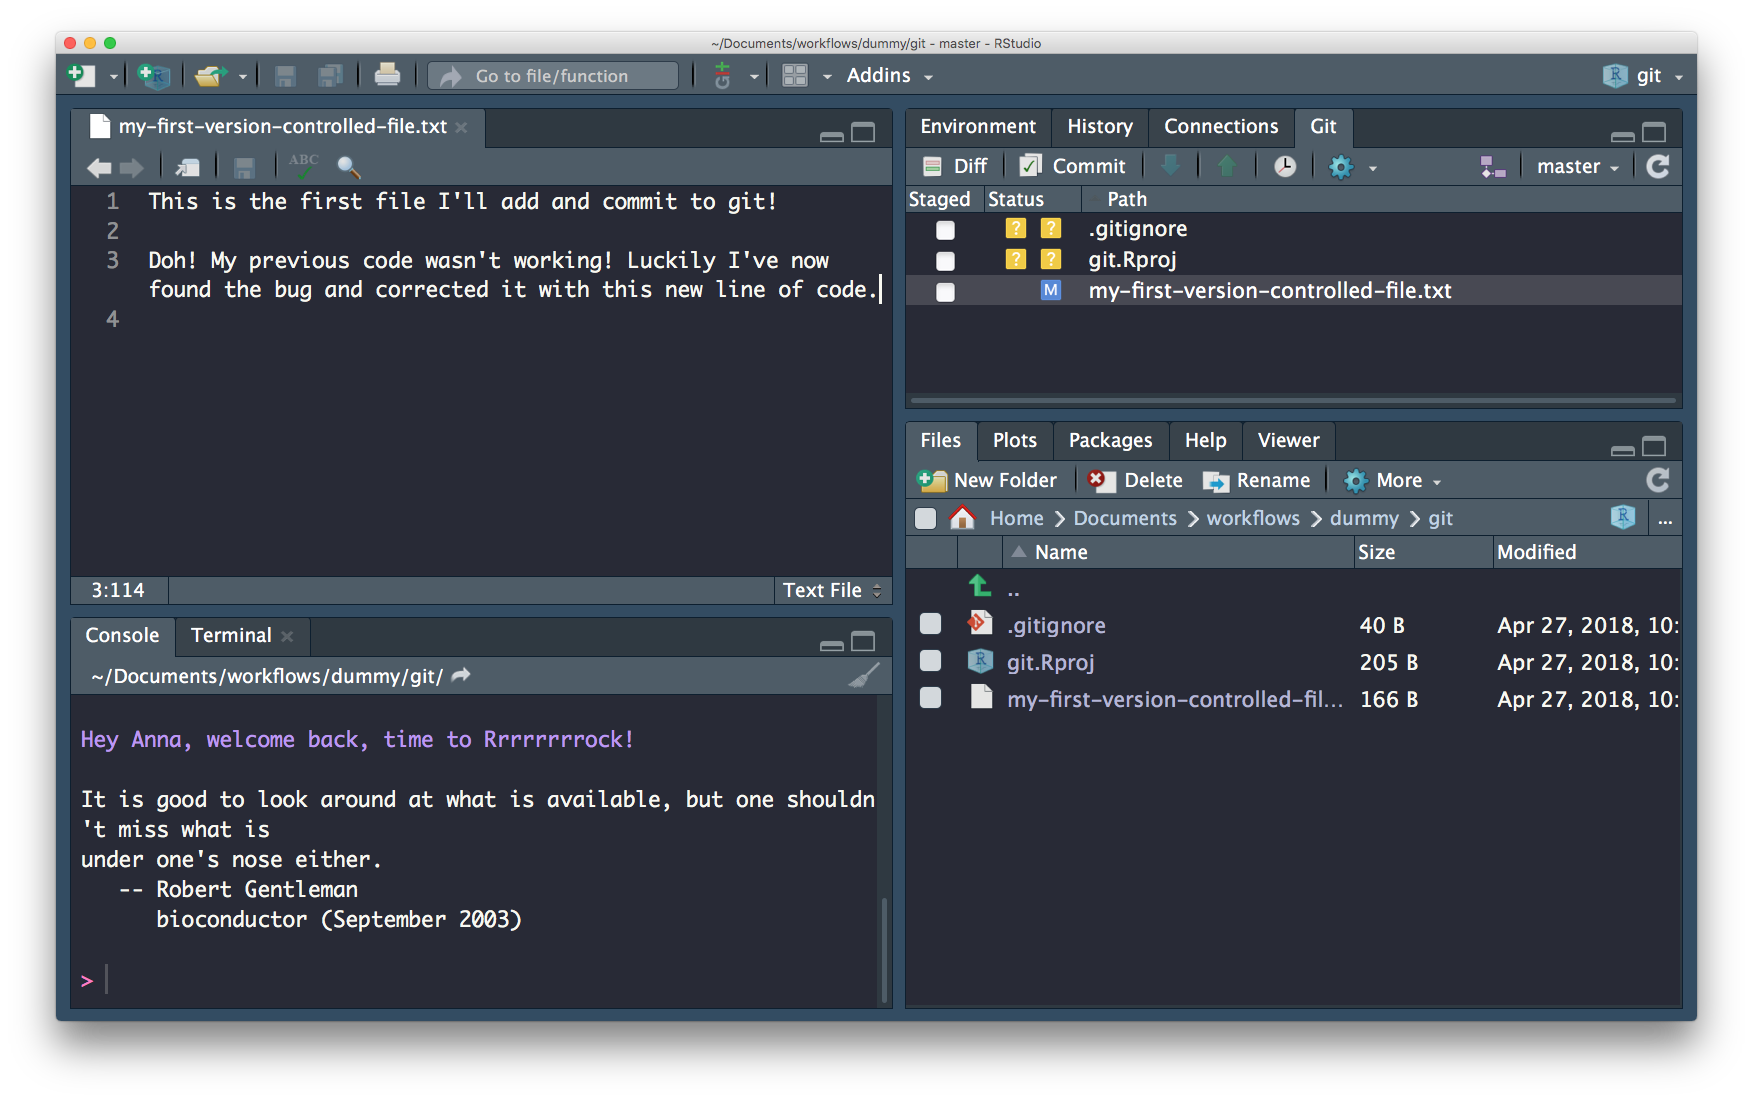 ~/Documents/workflows/dummy/git - master - RStudio
Go to file/function
Addins
git
my-first-version-controlled-file.txt
ABC
1 This is the first file I'll add and commit to git!
2
3 Doh! My previous code wasn't working! Luckily I've now
found the bug and corrected it with this new line of code.
4
3:114
Text File
Console
Terminal
~/Documents/workflows/dummy/git/
Hey Anna, welcome back, time to Rrrrrrrrock!
It is good to look around at what is available, but one shouldn
't miss what is
under one's nose either.
-- Robert Gentleman
bioconductor (September 2003)
>
Environment
History
Connections
Git
Diff
Commit
master
Staged
Status
Path
? ? .gitignore
? ? git.Rproj
M my-first-version-controlled-file.txt
Files
Plots
Packages
Help
Viewer
New Folder
Delete
Rename
More
Home
Documents
workflows
dummy
git
...
Name
Size
Modified
..
.gitignore 40 B Apr 27, 2018, 10:
git.Rproj 205 B Apr 27, 2018, 10:
my-first-version-controlled-fil... 166 B Apr 27, 2018, 10: